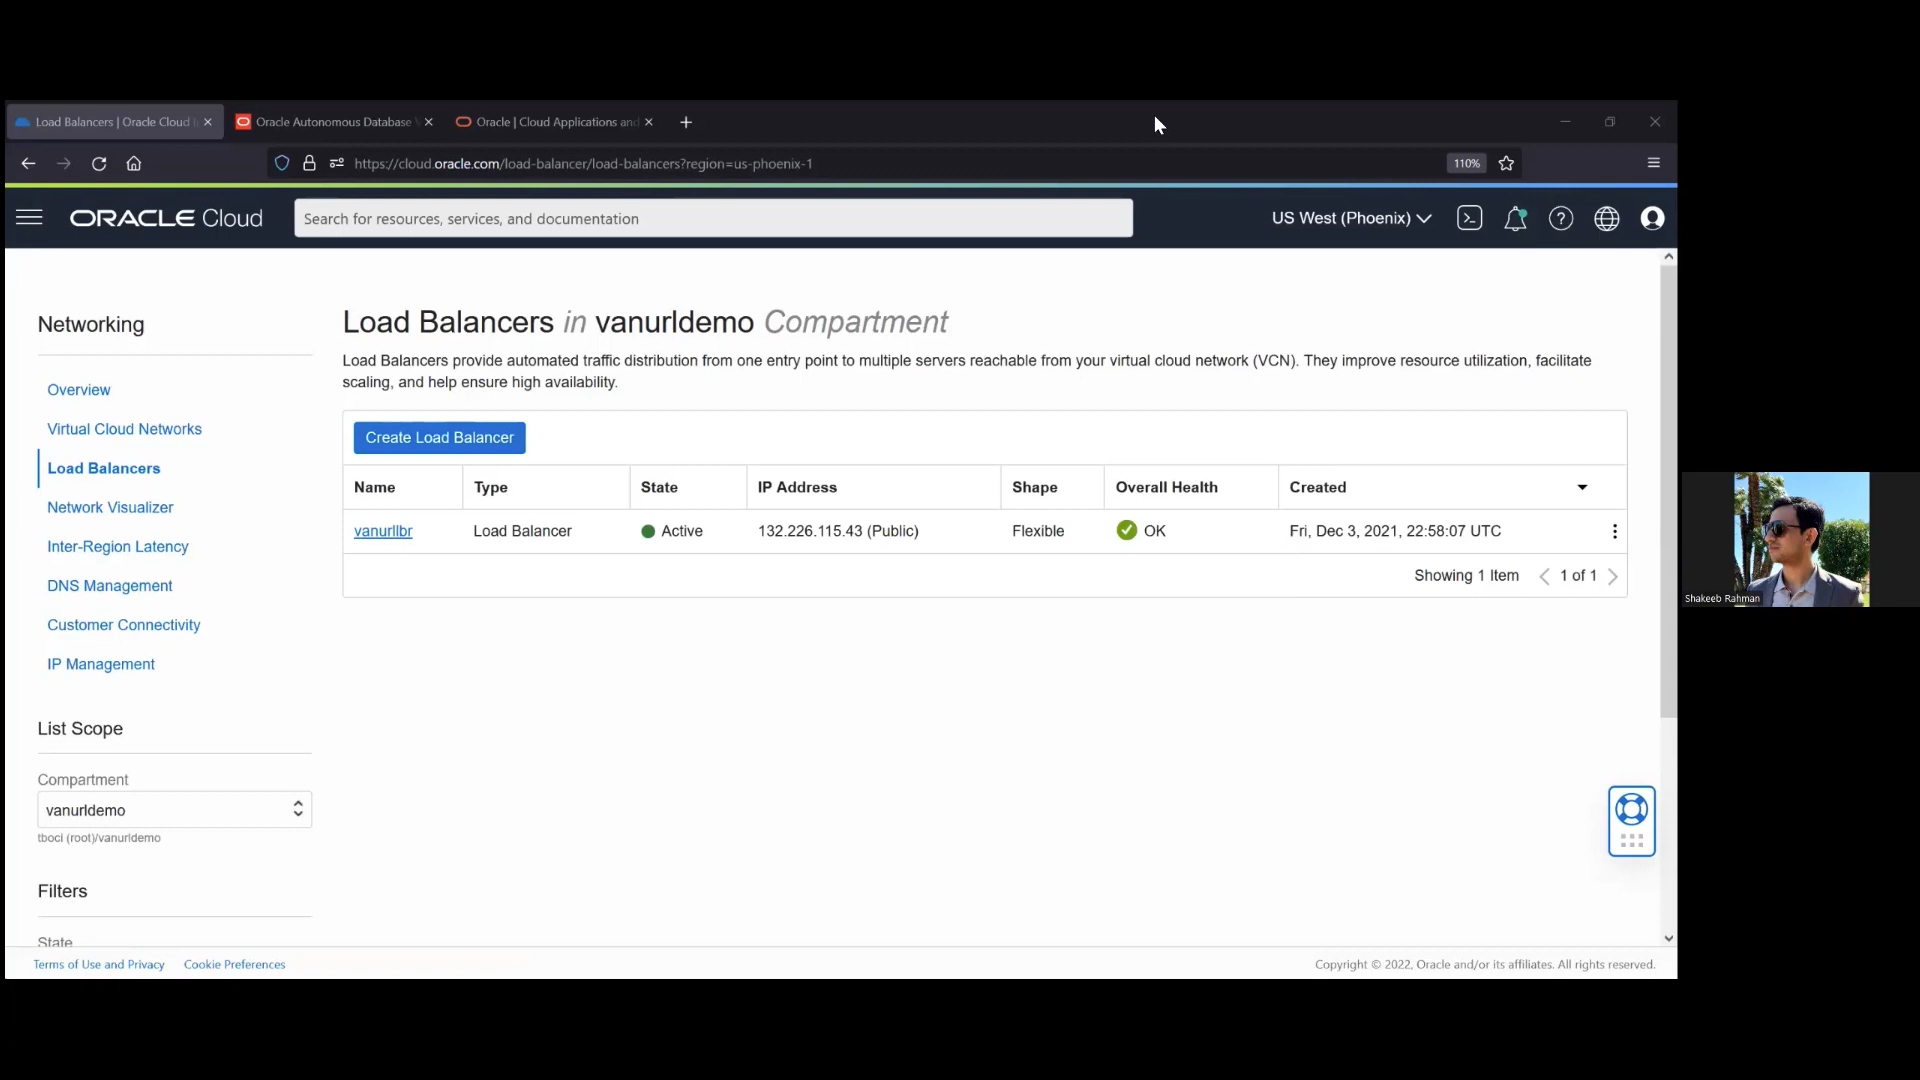 Load Balancers | Oracle Cloud I
Oracle Autonomous Database
Oracle | Cloud Applications and
https://cloud.oracle.com/load-balancer/load-balancers?region=us-phoenix-1
110%
ORACLE Cloud
Search for resources, services, and documentation
US West (Phoenix)
Networking
Overview
Virtual Cloud Networks
Load Balancers
Network Visualizer
Inter-Region Latency
DNS Management
Customer Connectivity
IP Management
List Scope
Compartment
vanurldemo
tboci (root)/vanurldemo
Filters
State
Load Balancers in vanurldemo Compartment
Load Balancers provide automated traffic distribution from one entry point to multiple servers reachable from your virtual cloud network (VCN). They improve resource utilization, facilitate
scaling, and help ensure high availability.
Create Load Balancer
Name Type State IP Address Shape Overall Health Created
vanurllbr Load Balancer Active 132.226.115.43 (Public) Flexible OK Fri, Dec 3, 2021, 22:58:07 UTC
Showing 1 Item 1 of 1
Terms of Use and Privacy Cookie Preferences
Copyright © 2022, Oracle and/or its affiliates. All rights reserved.
Shakeeb Rahman